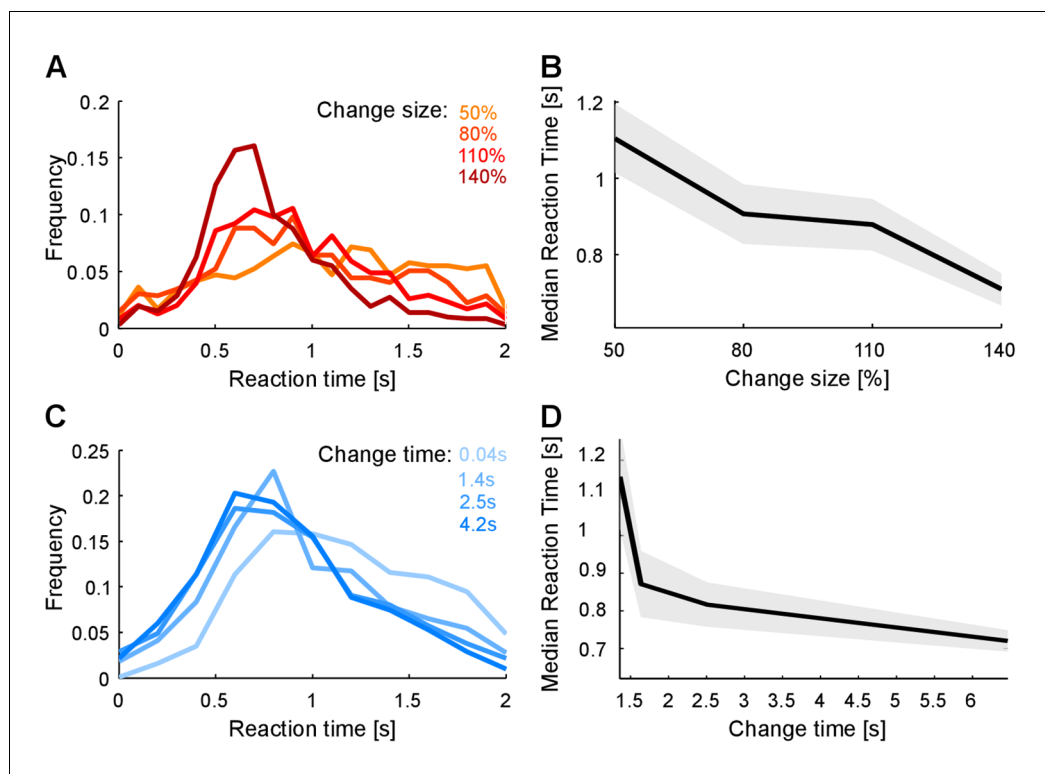 A
Change size: 50%
80%
110%
140%
Frequency
0.2
0.15
0.1
0.05
0
0 0.5 1 1.5 2
Reaction time [s]
B
Median Reaction Time [s]
1.2
1
0.8
50 80 110 140
Change size [%]
C
Change time: 0.04s
1.4s
2.5s
4.2s
Frequency
0.25
0.2
0.15
0.1
0.05
0
0 0.5 1 1.5 2
Reaction time [s]
D
Median Reaction Time [s]
1.2
1.1
1
0.9
0.8
0.7
1.5 2 2.5 3 3.5 4 4.5 5 5.5 6
Change time [s]